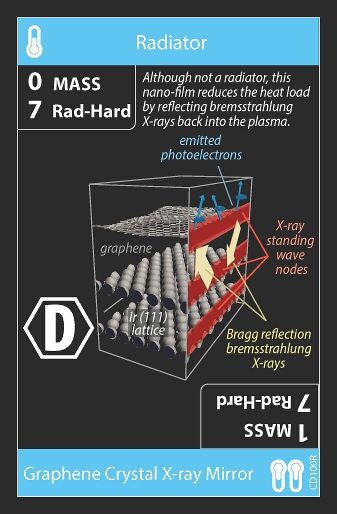 Radiator
0 MASS
7 Rad-Hard
Although not a radiator, this
nano-film reduces the heat load
by reflecting bremsstrahlung
X-rays back into the plasma.
emitted
photoelectrons
graphene
X-ray
standing
wave
nodes
Ir (111)
lattice
D
Bragg reflection
bremsstrahlung
X-rays
1 MASS
7 Rad-Hard
Graphene Crystal X-ray Mirror
CD100R